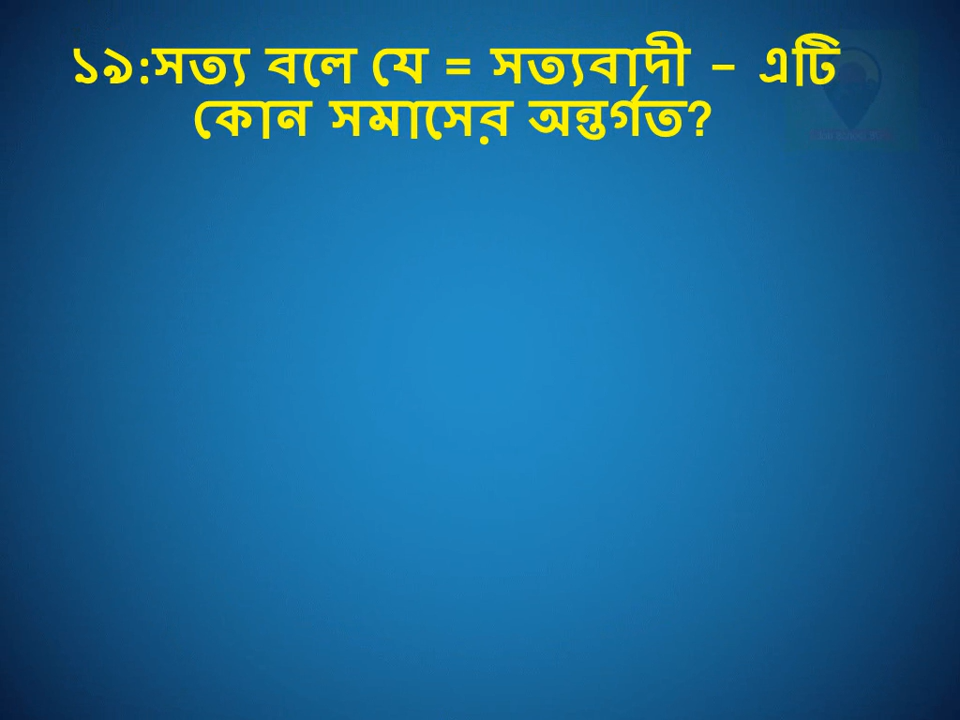 ১৯:সত্য বলে যে = সত্যবাদী – এটি
কোন সমাসের অন্তর্গত?